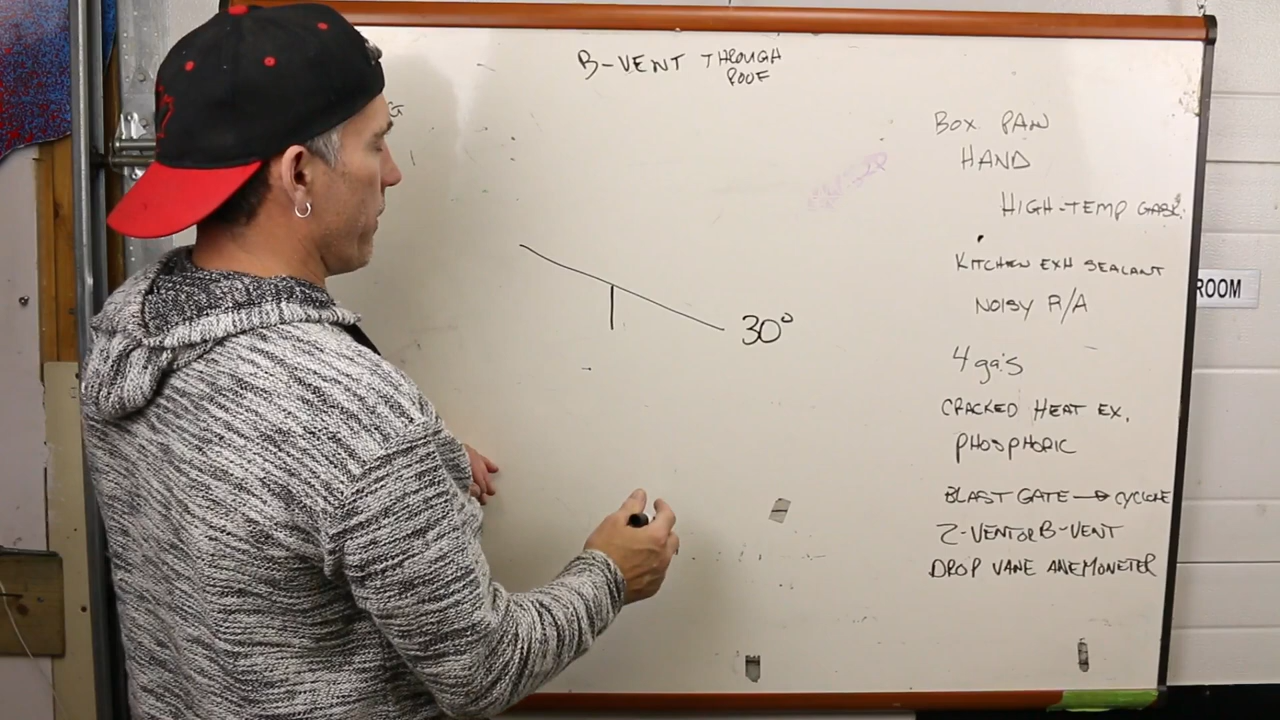 B-VENT THROUGH
ROOF
G
BOX PAN
HAND
HIGH-TEMP GASK.
KITCHEN EXH SEALANT
NOISY R/A
ROOM
30°
4 gas
CRACKED HEAT EX.
PHOSPHORIC
BLAST GATE → CYCLONE
Z-VENT OR B-VENT
DROP VANE ANEMOMETER